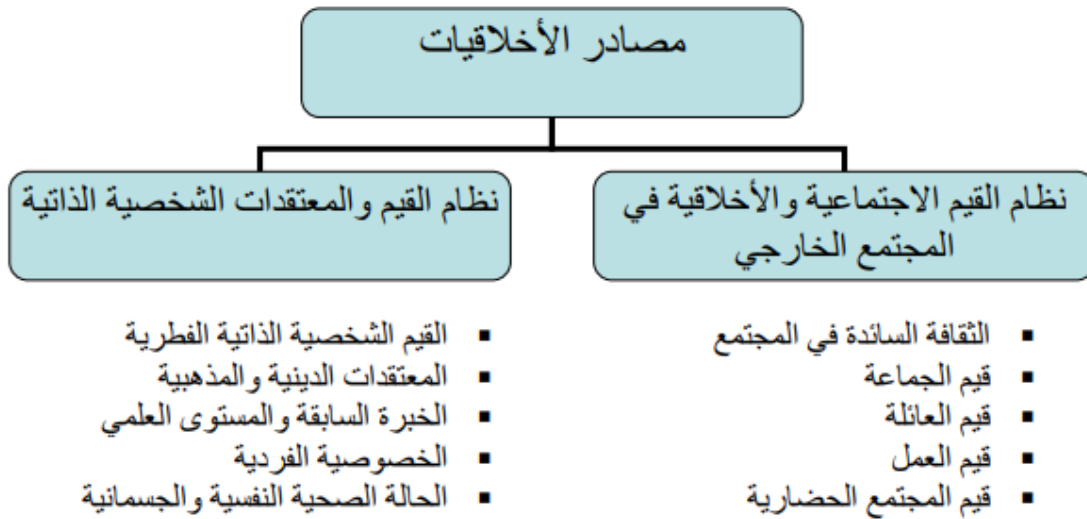 مصادر الأخلاقيات
نظام القيم الاجتماعية والأخلاقية في
المجتمع الخارجي
▪ الثقافة السائدة في المجتمع
▪ قيم الجماعة
▪ قيم العائلة
▪ قيم العمل
▪ قيم المجتمع الحضارية
نظام القيم والمعتقدات الشخصية الذاتية
▪ القيم الشخصية الذاتية الفطرية
▪ المعتقدات الدينية والمذهبية
▪ الخبرة السابقة والمستوى العلمي
▪ الخصوصية الفردية
▪ الحالة الصحية النفسية والجسمانية